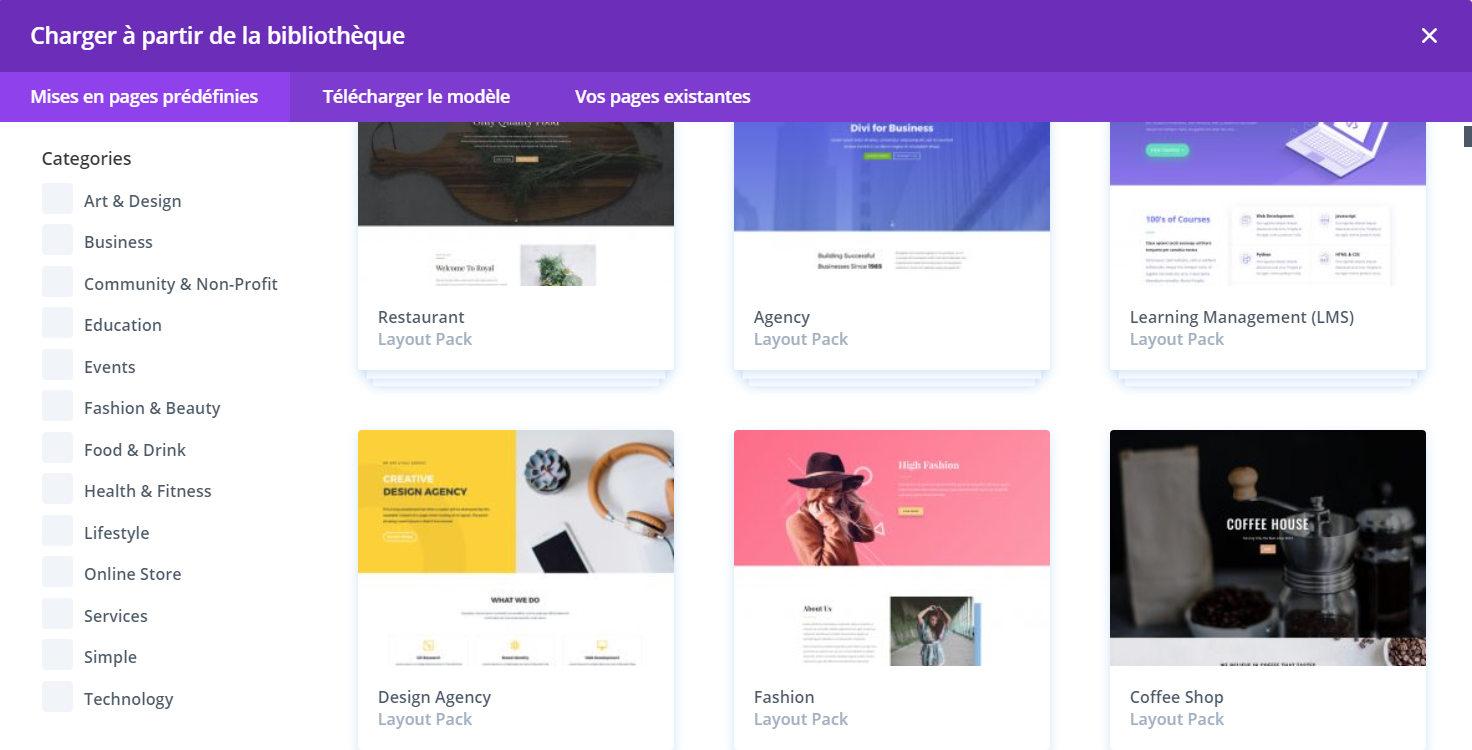 Charger à partir de la bibliothèque
Mises en pages prédéfinies
Télécharger le modèle
Vos pages existantes
Categories
Art & Design
Business
Community & Non-Profit
Education
Events
Fashion & Beauty
Food & Drink
Health & Fitness
Lifestyle
Online Store
Services
Simple
Technology
Only Quality Food
Welcome To Royal
Restaurant
Layout Pack
Divi for Business
Building Successful
Businesses Since 1985
Agency
Layout Pack
100's of Courses
Web Development
Javascript
Python
HTML & CSS
Learning Management (LMS)
Layout Pack
CREATIVE
DESIGN AGENCY
WHAT WE DO
Design Agency
Layout Pack
High Fashion
About Us
Fashion
Layout Pack
COFFEE HOUSE
Coffee Shop
Layout Pack